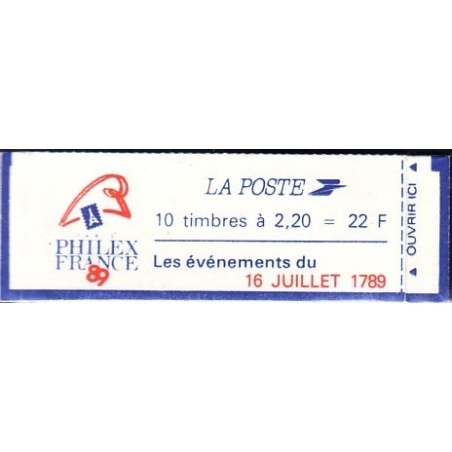 A
PHILEX
FRANCE
89
LA POSTE
10 timbres à 2,20 = 22 F
Les événements du
16 JUILLET 1789
OUVRIR ICI